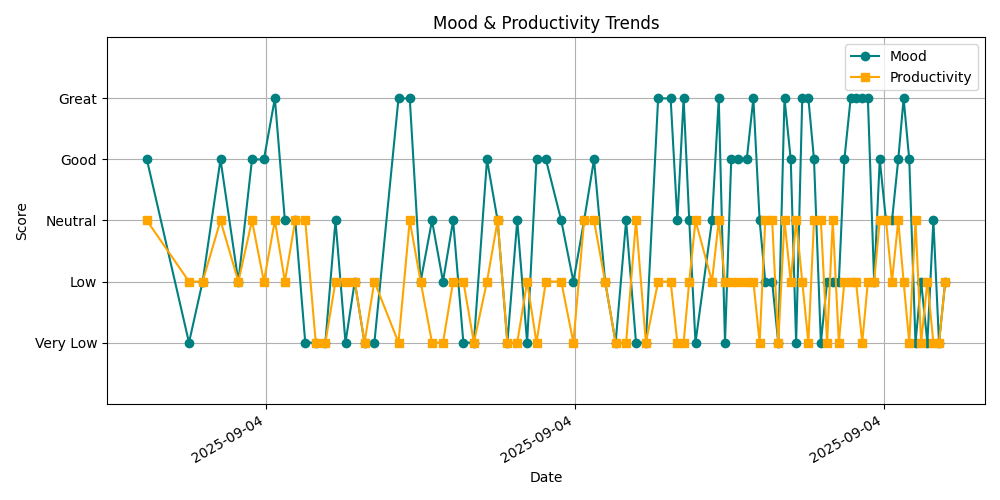 Mood & Productivity Trends
Mood
Productivity
Great
Good
Neutral
Low
Very Low
Score
2025-09-04
2025-09-04
2025-09-04
Date